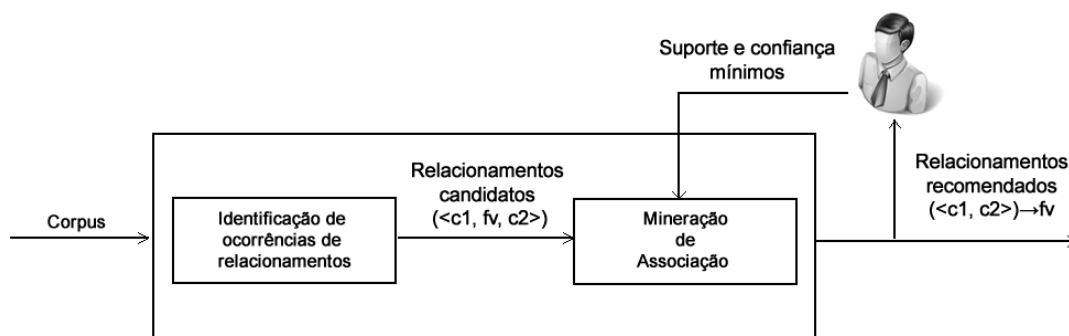 Suporte e confiança
mínimos
Relacionamentos
candidatos
(<c1, fv, c2>)
Relacionamentos
recomendados
(<c1, c2>)→fv
Corpus
Identificação de
ocorrências de
relacionamentos
Mineração
de
Associação